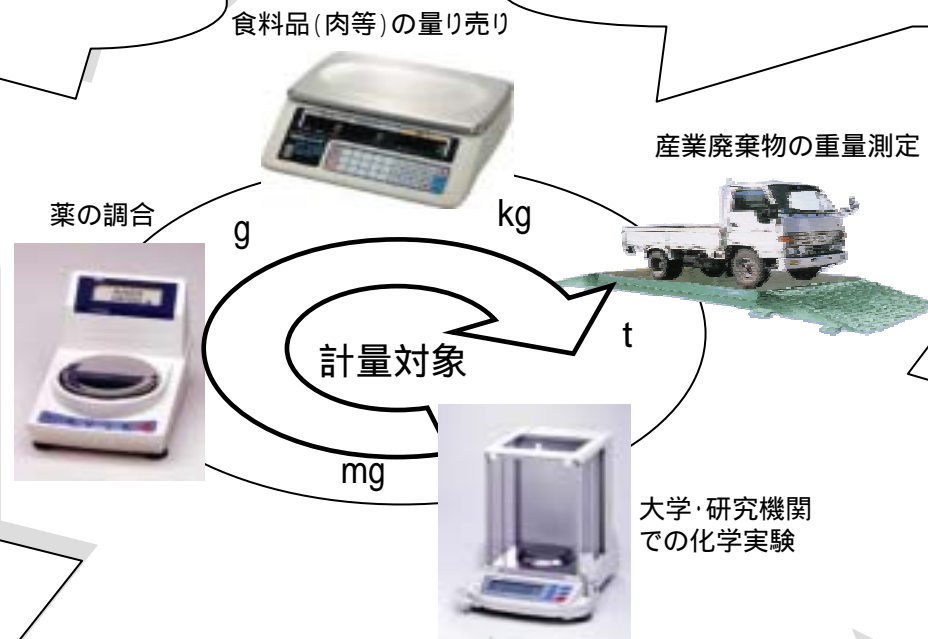 食料品(肉等)の量り売り
産業廃棄物の重量測定
薬の調合
g
kg
t
計量対象
mg
大学･研究機関
での化学実験